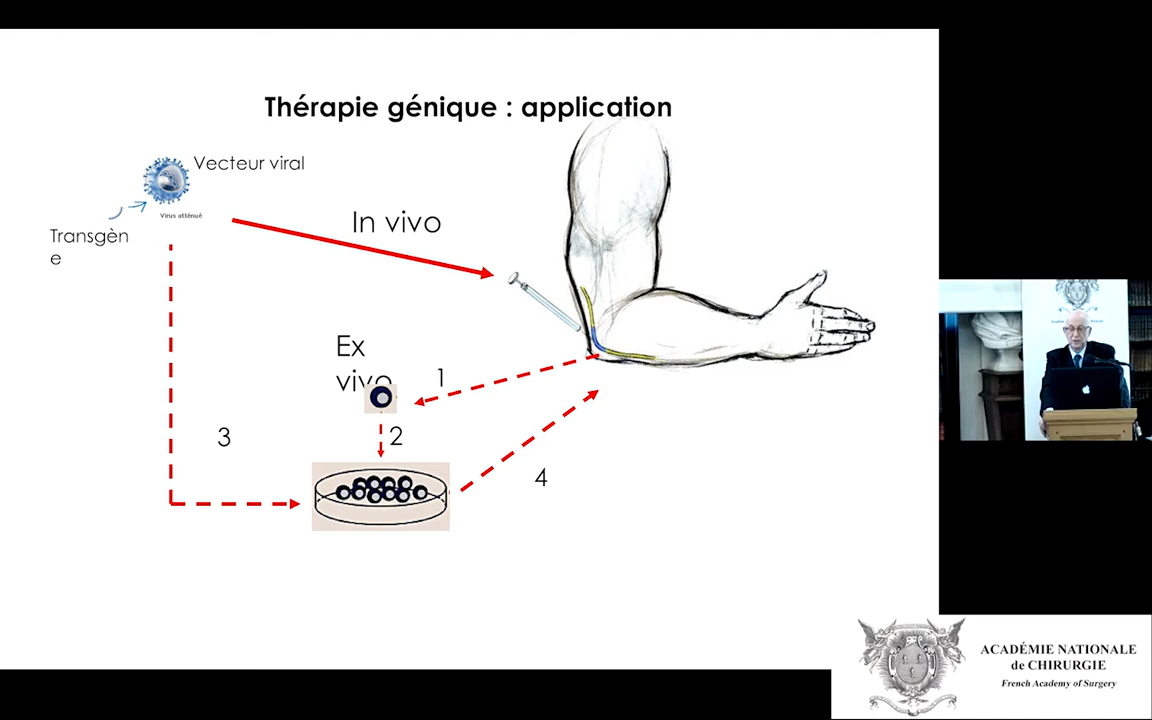 Thérapie génique : application
Vecteur viral
Virus atténué
Transgèn
e
In vivo
Ex
vivo
1
2
3
4
ACADÉMIE NATIONALE
de CHIRURGIE
French Academy of Surgery